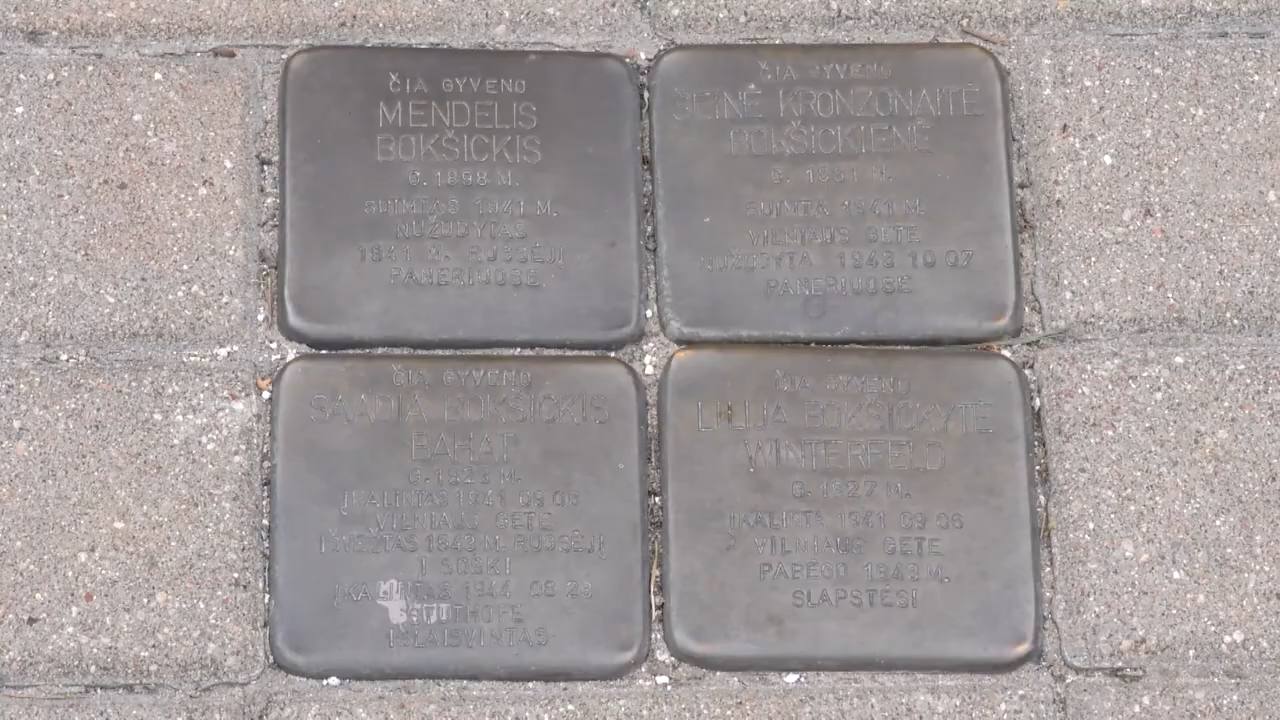 ČIA GYVENO
MENDELIS
BOKŠICKIS
G. 1898 M.
SUIMTAS 1941 M.
NUŽUDYTAS
1941 M. RUGSĖJĮ
PANERIUOSE
ČIA GYVENO
ŠEINĖ KRONZONAITĖ
BOKŠICKIENĖ
G. M.
SUIMTA 1941 M.
VILNIAUS GETE
NUŽUDYTA 1943 10 07
PANERIUOSE
ČIA GYVENO
SAADIA BOKŠICKIS
BAHAT
G. 1928 M.
ĮKALINTAS 1941 09 06
VILNIAUS GETE
IŠVEŽTAS 1943 M. RUGSĖJĮ
Į SOSKI
ĮKALINTAS 1944 08 23
ŠTUTHOFE
IŠLAISVINTAS
ČIA GYVENO
LILIJA BOKŠICKYTĖ
WINTERFELD
G. 1927 M.
ĮKALINTA 1941 09 06
VILNIAUS GETE
PABĖGO 1943 M.
SLAPSTĖSI